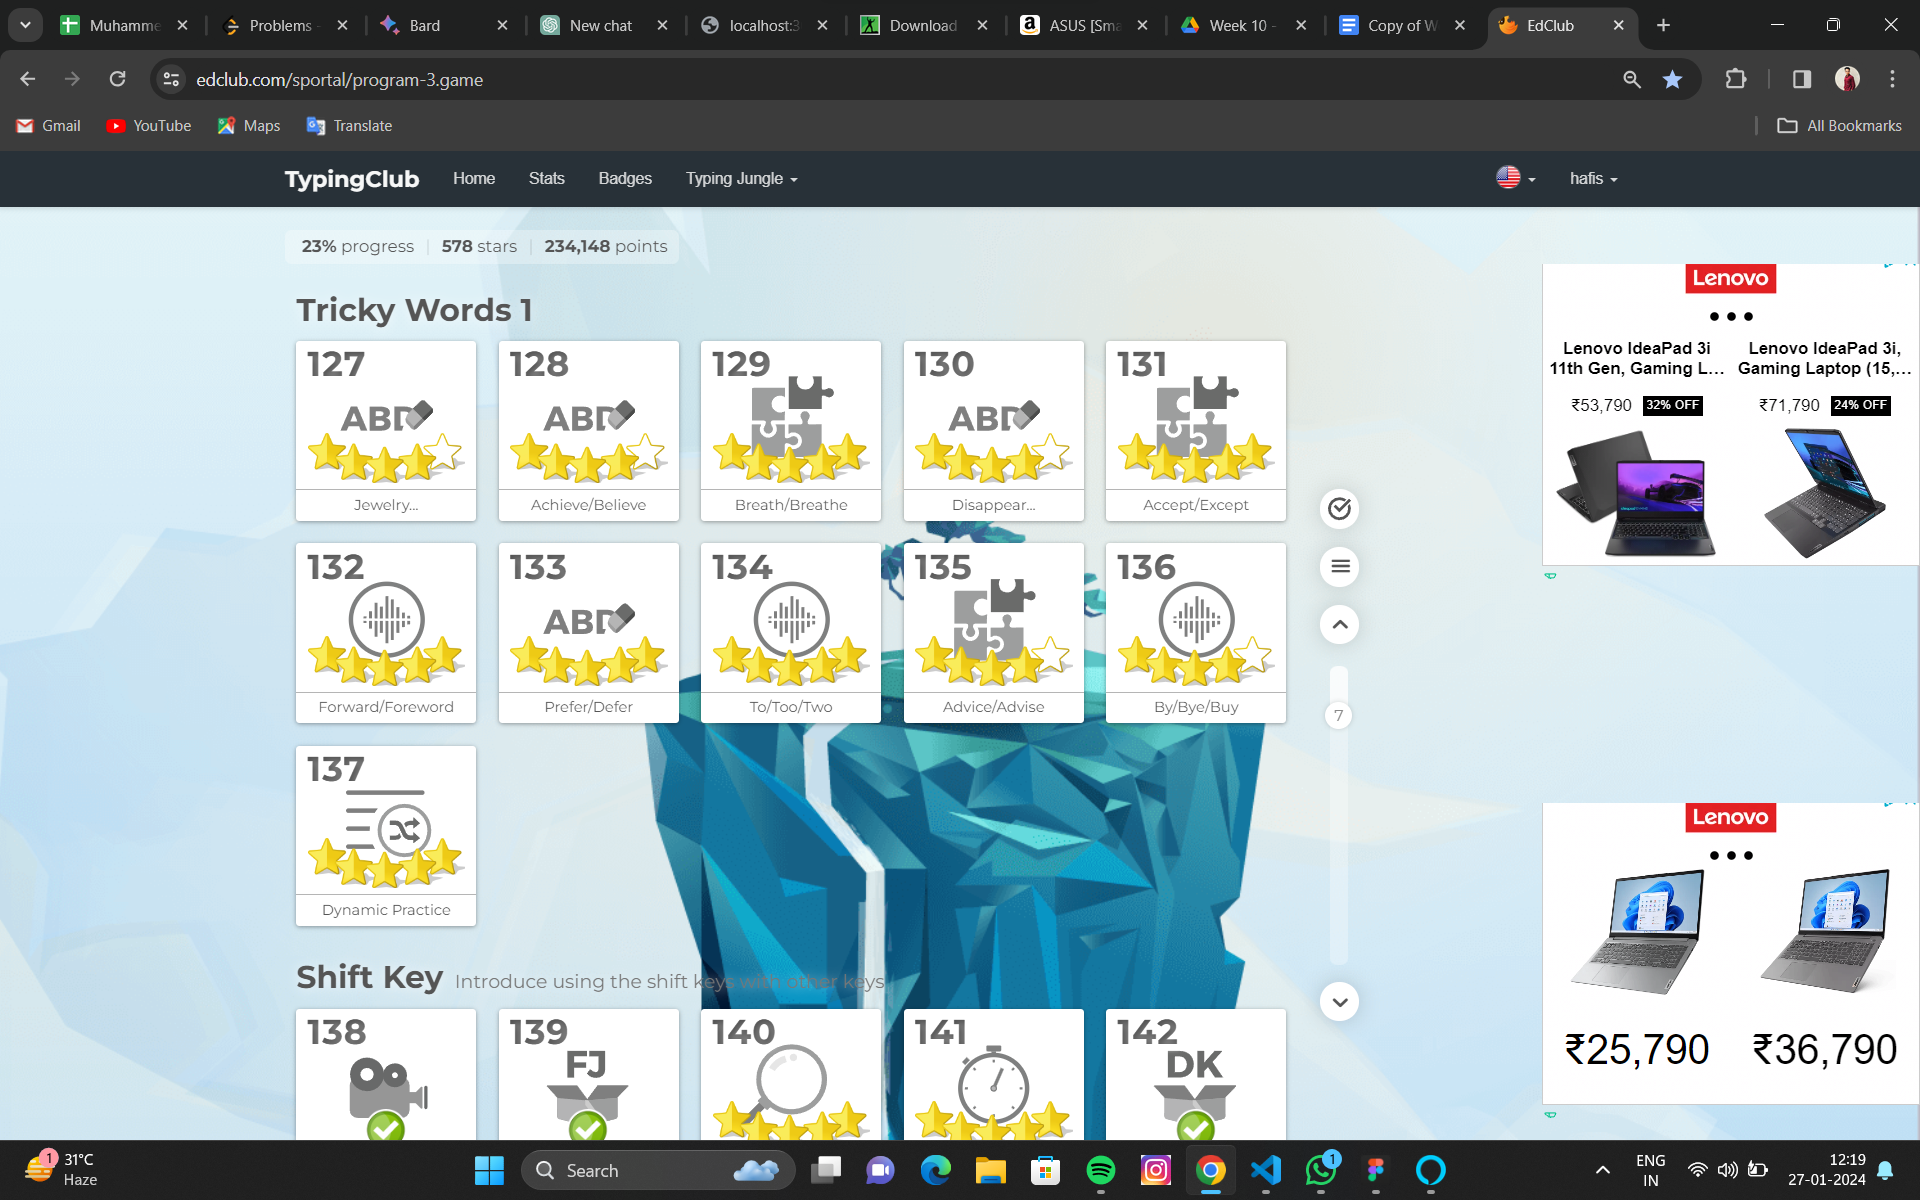 Muhamme
Problems -
Bard
New chat
localhost:3
Download
ASUS [Sma
Week 10 -
Copy of W
EdClub
edclub.com/sportal/program-3.game
Gmail
YouTube
Maps
Translate
All Bookmarks
TypingClub
Home
Stats
Badges
Typing Jungle
hafis
23% progress
578 stars
234,148 points
Tricky Words 1
127
128
129
130
131
ABD
ABD
ABD
Jewelry...
Achieve/Believe
Breath/Breathe
Disappear...
Accept/Except
132
133
134
135
136
ABD
Forward/Foreword
Prefer/Defer
To/Too/Two
Advice/Advise
By/Bye/Buy
7
137
Dynamic Practice
Shift Key Introduce using the shift keys with other keys
138
139
140
141
142
FJ
DK
Lenovo
Lenovo IdeaPad 3i
11th Gen, Gaming L...
₹53,790 32% OFF
Lenovo IdeaPad 3i,
Gaming Laptop (15,...
₹71,790 24% OFF
Lenovo
₹25,790
₹36,790
1
31°C
Haze
Search
1
ENG
IN
12:19
27-01-2024